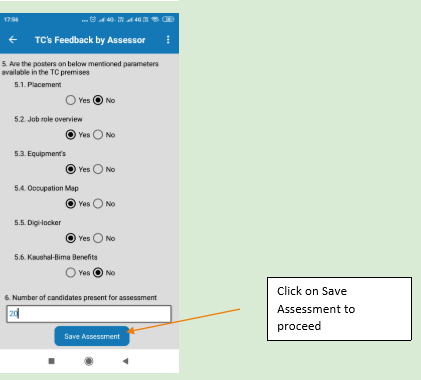 17:56 ... 4G 4G
TC's Feedback by Assessor
5. Are the posters on below mentioned parameters
available in the TC premises
5.1. Placement
Yes No
5.2. Job role overview
Yes No
5.3. Equipment's
Yes No
5.4. Occupation Map
Yes No
5.5. Digi-locker
Yes No
5.6. Kaushal-Bima Benefits
Yes No
6. Number of candidates present for assessment
20
Save Assessment
Click on Save
Assessment to
proceed